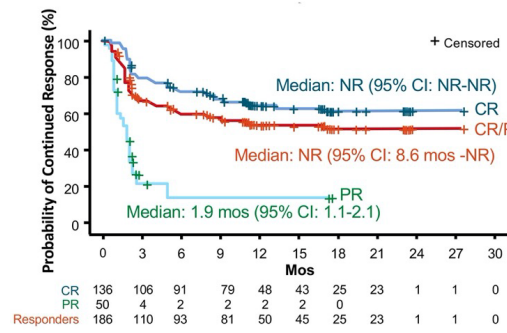 Probability of Continued Response (%)
100
80
60
40
20
0
+ Censored
Median: NR (95% CI: NR-NR)
CR
CR/
Median: NR (95% CI: 8.6 mos -NR)
PR
Median: 1.9 mos (95% CI: 1.1-2.1)
0 3 6 9 12 15 18 21 24 27 30
Mos
CR 136 106 91 79 48 43 25 23 1 1 0
PR 50 4 2 2 2 2 0
Responders 186 110 93 81 50 45 25 23 1 1 0